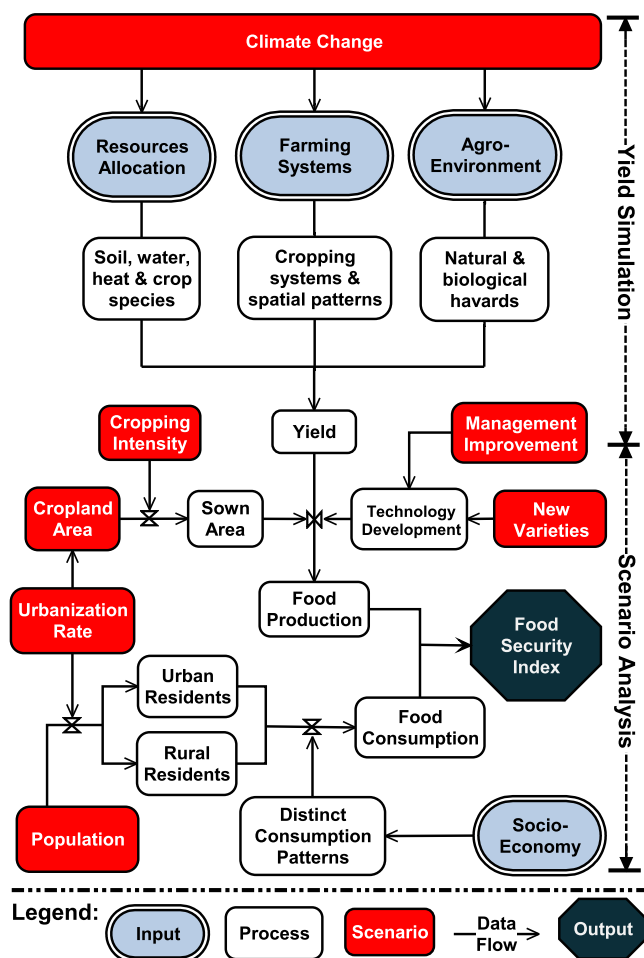 Climate Change
Resources
Allocation
Farming
Systems
Agro-
Environment
Yield Simulation
Soil, water,
heat & crop
species
Cropping
systems &
spatial patterns
Natural &
biological
havards
Cropping
Intensity
Yield
Management
Improvement
Cropland
Area
Sown
Area
Technology
Development
New
Varieties
Scenario Analysis
Urbanization
Rate
Food
Production
Food
Security
Index
Urban
Residents
Rural
Residents
Food
Consumption
Population
Distinct
Consumption
Patterns
Socio-
Economy
Legend:
Input
Process
Scenario
Data
Flow
Output